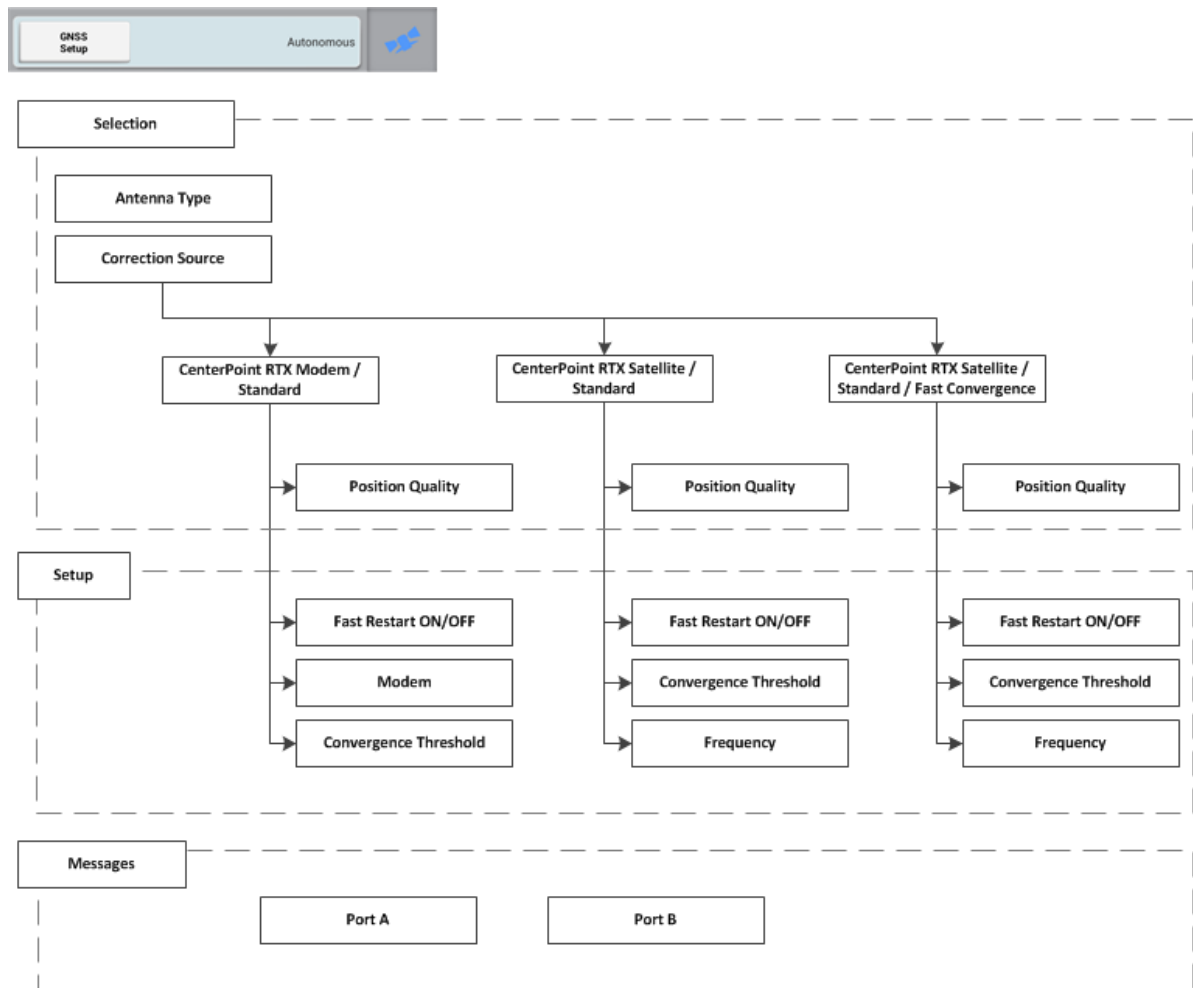 GNSS
Setup
Autonomous
Selection
Antenna Type
Correction Source
CenterPoint RTX Modem /
Standard
CenterPoint RTX Satellite /
Standard
CenterPoint RTX Satellite /
Standard / Fast Convergence
Position Quality
Position Quality
Position Quality
Setup
Fast Restart ON/OFF
Fast Restart ON/OFF
Fast Restart ON/OFF
Modem
Convergence Threshold
Convergence Threshold
Convergence Threshold
Frequency
Frequency
Messages
Port A
Port B